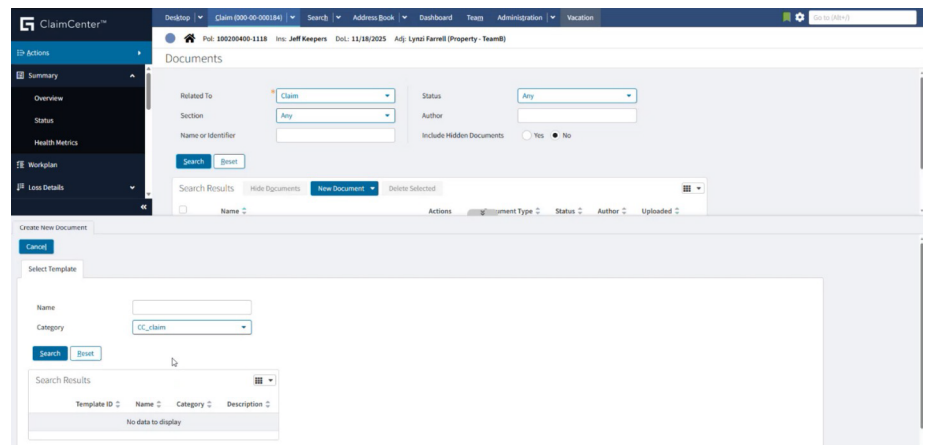 ClaimCenter™
Desktop Claim (000-00-000184) Search Address Book Dashboard Team Administration Vacation Go to (Alt+/)
Pol: 100200400-1118 Ins: Jeff Keepers DoL: 11/18/2025 Adj: Lynzi Farrell (Property - TeamB)
Actions
Summary
Overview
Status
Health Metrics
Workplan
Loss Details
«
Documents
Related To * Claim Status Any
Section Any Author
Name or Identifier Include Hidden Documents Yes No
Search Reset
Search Results Hide Documents New Document Delete Selected
Name Actions Type Status Author Uploaded
Create New Document
Cancel
Select Template
Name
Category CC_claim
Search Reset
Search Results
Template ID Name Category Description
No data to display